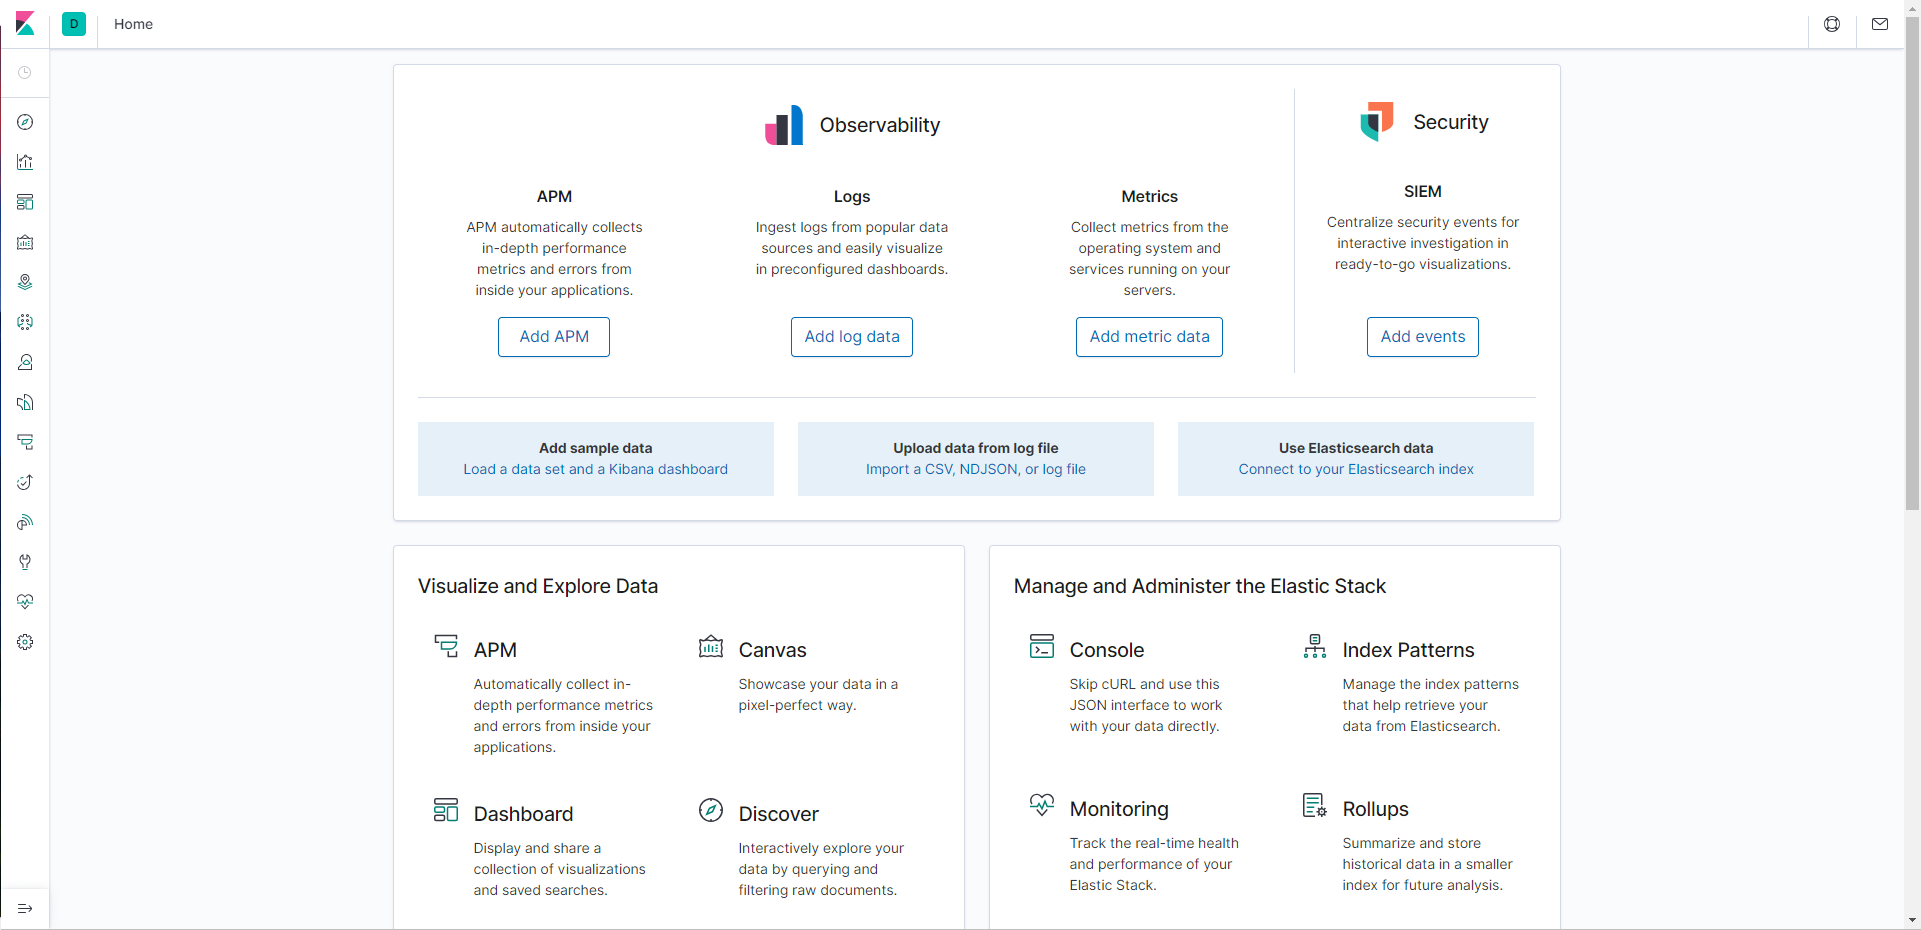 D
Home
Observability
Security
APM
APM automatically collects
in-depth performance
metrics and errors from
inside your applications.
Add APM
Logs
Ingest logs from popular data
sources and easily visualize
in preconfigured dashboards.
Add log data
Metrics
Collect metrics from the
operating system and
services running on your
servers.
Add metric data
SIEM
Centralize security events for
interactive investigation in
ready-to-go visualizations.
Add events
Add sample data
Load a data set and a Kibana dashboard
Upload data from log file
Import a CSV, NDJSON, or log file
Use Elasticsearch data
Connect to your Elasticsearch index
Visualize and Explore Data
APM
Automatically collect in-
depth performance metrics
and errors from inside your
applications.
Canvas
Showcase your data in a
pixel-perfect way.
Dashboard
Display and share a
collection of visualizations
and saved searches.
Discover
Interactively explore your
data by querying and
filtering raw documents.
Manage and Administer the Elastic Stack
Console
Skip cURL and use this
JSON interface to work
with your data directly.
Index Patterns
Manage the index patterns
that help retrieve your
data from Elasticsearch.
Monitoring
Track the real-time health
and performance of your
Elastic Stack.
Rollups
Summarize and store
historical data in a smaller
index for future analysis.